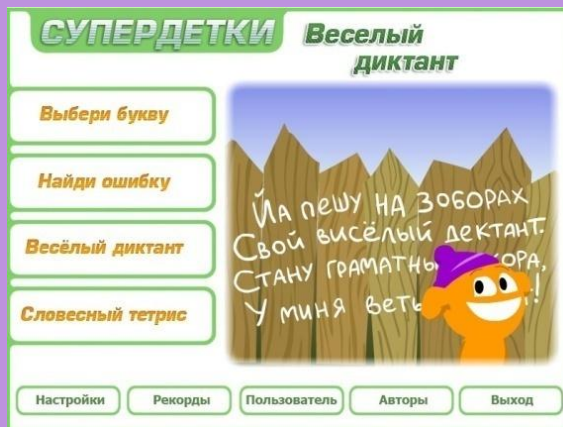 СУПЕРДЕТКИ
Веселый
диктант
Выбери букву
Найди ошибку
Весёлый диктант
Словесный тетрис
Йа пешу на зоборах
Свой висёлый дектант.
Стану граматны
У миня веть
Настройки
Рекорды
Пользователь
Авторы
Выход